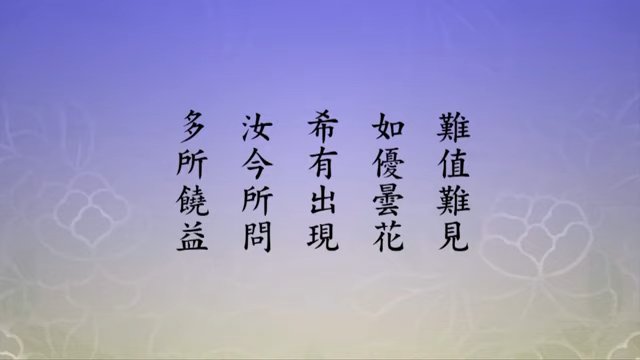 難值難見
如優曇花
希有出現
汝今所問
多所饒益